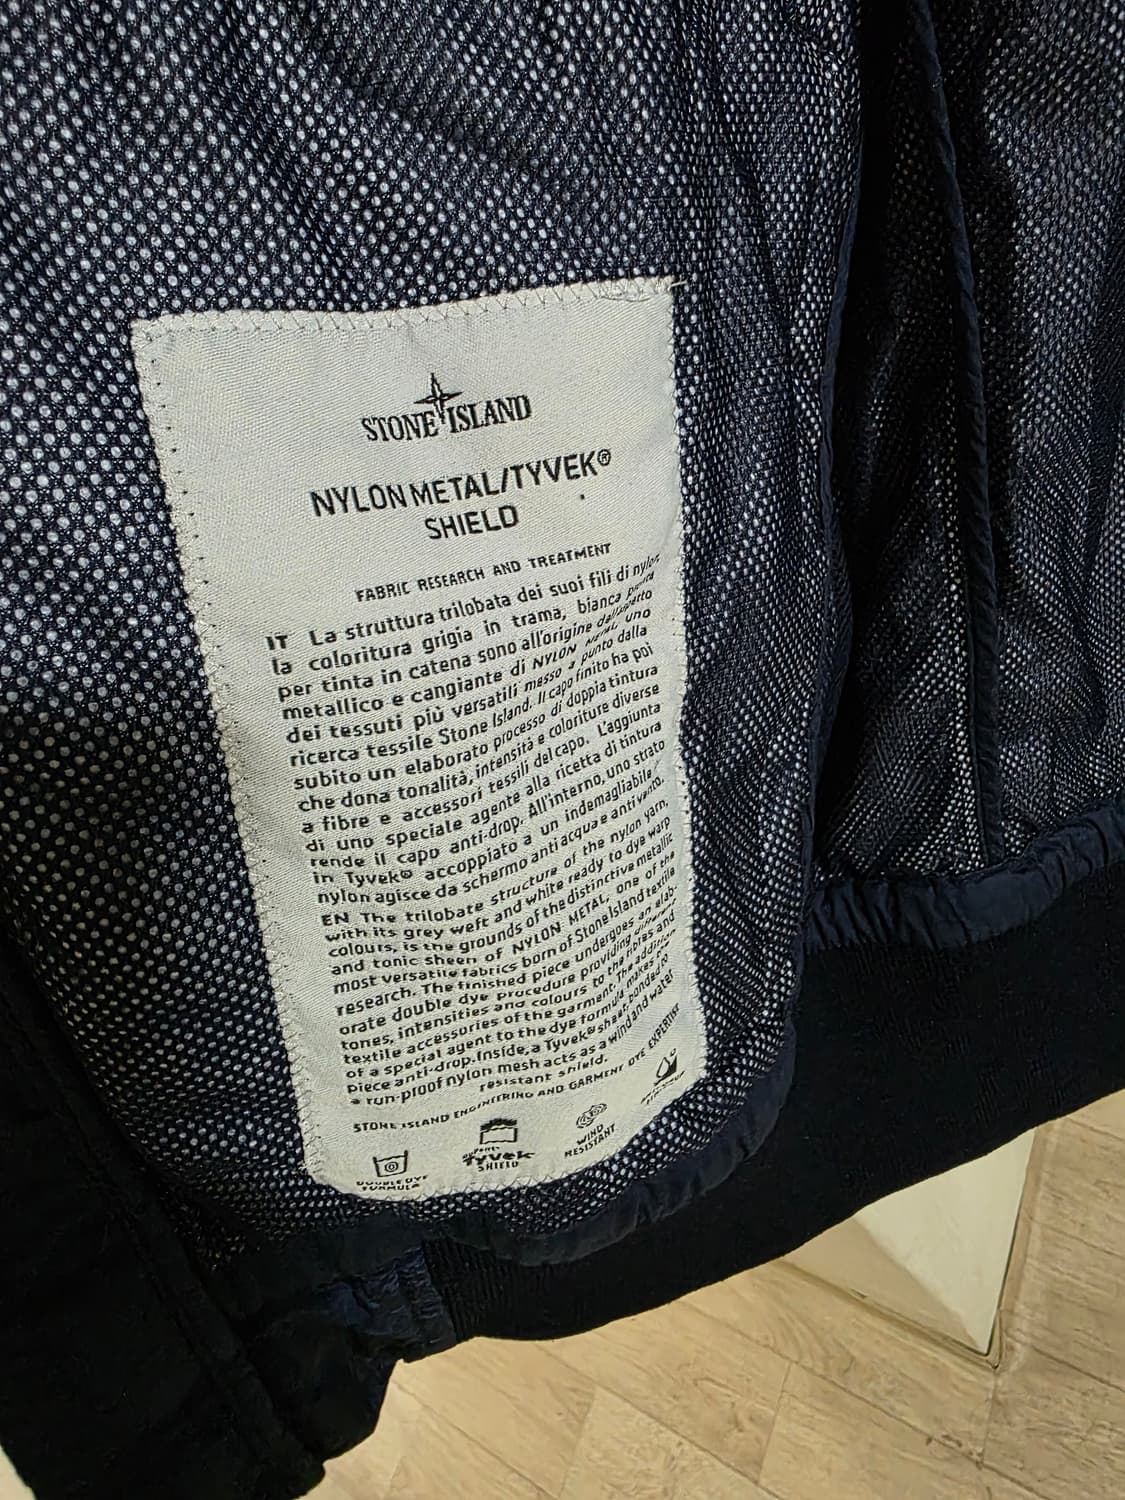 STONE ISLAND
NYLON METAL/TYVEK®
SHIELD
FABRIC RESEARCH AND TREATMENT
IT La struttura trilobata dei suoi fili di nylon,
la coloritura grigia in trama, bianca pronta
per tinta in catena sono all'origine dell'aspetto
metallico e cangiante di NYLON METAL, uno
dei tessuti più versatili messo a punto dalla
ricerca tessile Stone Island. Il capo finito ha poi
subito un elaborato processo di doppia tintura
che dona tonalità, intensità e coloriture diverse
a fibre e accessori tessili del capo. L'aggiunta
di uno speciale agente alla ricetta di tintura
rende il capo anti-drop. All'interno, uno strato
in Tyvek® accoppiato a un indemagliabile
nylon agisce da schermo antiacqua e antivento.
EN The trilobate structure of the nylon yarn,
with its grey weft and white ready to dye warp
colours, is the grounds of the distinctive metallic
and tonic sheen of NYLON METAL, one of the
most versatile fabrics born of Stone Island textile
research. The finished piece undergoes an elab-
orate double dye procedure providing different
tones, intensities and colours to the fibres and
textile accessories of the garment. The addition
of a special agent to the dye formula makes
piece anti-drop. Inside, a Tyvek® sheet, bonded to
a run-proof nylon mesh acts as a wind and water
resistant shield.
STONE ISLAND ENGINEERING AND GARMENT DYE EXPERTISE
DOUBLE DYE
FORMULA
Tyvek
SHIELD
WIND
RESISTANT